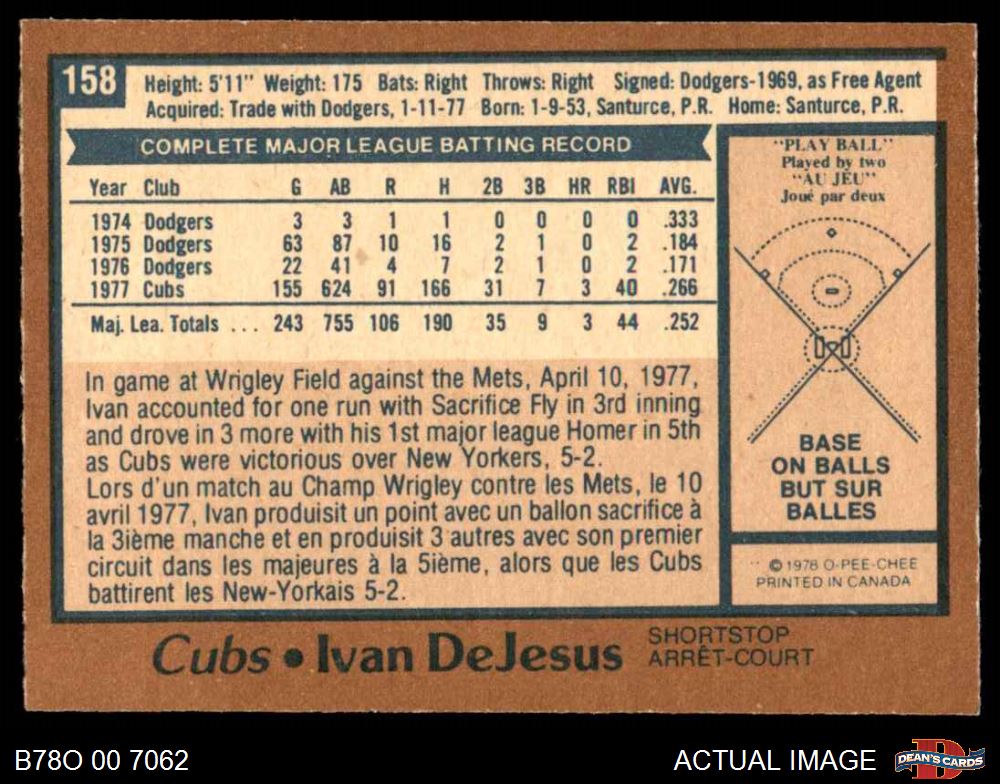 158
Height: 5'11" Weight: 175 Bats: Right Throws: Right Signed: Dodgers-1969, as Free Agent
Acquired: Trade with Dodgers, 1-11-77 Born: 1-9-53, Santurce, P.R. Home: Santurce, P.R.
COMPLETE MAJOR LEAGUE BATTING RECORD
Year Club G AB R H 2B 3B HR RBI AVG.
1974 Dodgers 3 3 1 1 0 0 0 0 .333
1975 Dodgers 63 87 10 16 2 1 0 2 .184
1976 Dodgers 22 41 4 7 2 1 0 2 .171
1977 Cubs 155 624 91 166 31 7 3 40 .266
Maj. Lea. Totals ... 243 755 106 190 35 9 3 44 .252
In game at Wrigley Field against the Mets, April 10, 1977,
Ivan accounted for one run with Sacrifice Fly in 3rd inning
and drove in 3 more with his 1st major league Homer in 5th
as Cubs were victorious over New Yorkers, 5-2.
Lors d'un match au Champ Wrigley contre les Mets, le 10
avril 1977, Ivan produisit un point avec un ballon sacrifice à
la 3ième manche et en produisit 3 autres avec son premier
circuit dans les majeures à la 5ième, alors que les Cubs
battirent les New-Yorkais 5-2.
"PLAY BALL"
Played by two
"AU JEU"
Joué par deux
BASE
ON BALLS
BUT SUR
BALLES
© 1978 O-PEE-CHEE
PRINTED IN CANADA
Cubs • Ivan DeJesus
SHORTSTOP
ARRÊT-COURT
B78O 00 7062
ACTUAL IMAGE
D
DEAN'S CARDS